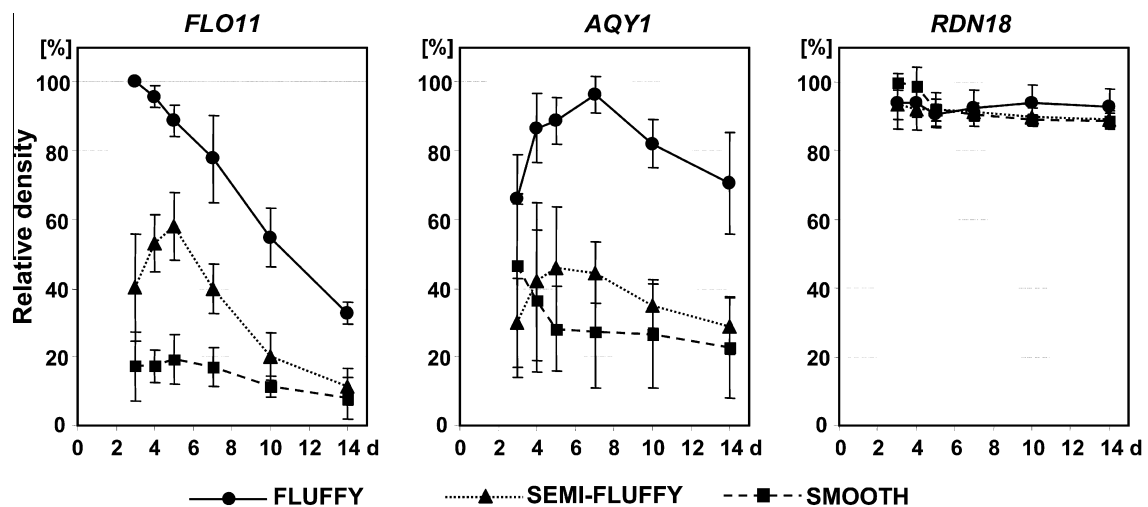 FLO11 AQY1 RDN18
[%] [%] [%]
100 100 100
80 80 80
60 60 60
40 40 40
20 20 20
0 0 0
Relative density
0 2 4 6 8 10 12 14 d 0 2 4 6 8 10 12 14 d 0 2 4 6 8 10 12 14 d
FLUFFY SEMI-FLUFFY SMOOTH